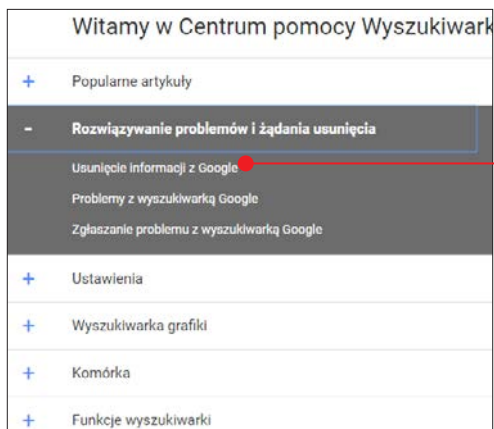 Witamy w Centrum pomocy Wyszukiwark
+ Popularne artykuły
- Rozwiązywanie problemów i żądania usunięcia
Usunięcie informacji z Google
Problemy z wyszukiwarką Google
Zgłaszanie problemu z wyszukiwarką Google
+ Ustawienia
+ Wyszukiwarka grafiki
+ Komórka
+ Funkcje wyszukiwarki